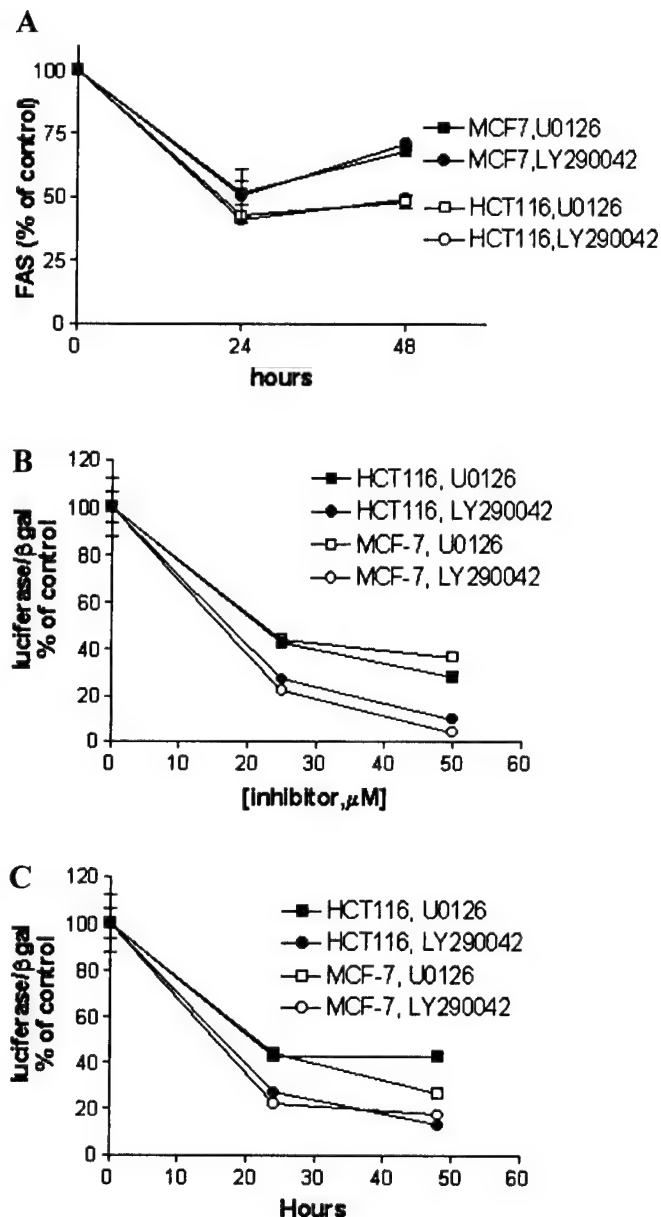 A
100
75
50
25
0
FAS (% of control)
0 24 48
hours
MCF7,U0126
MCF7,LY290042
HCT116,U0126
HCT116,LY290042
B
120
100
80
60
40
20
0
luciferase/βgal
% of control
0 10 20 30 40 50 60
[inhibitor,μM]
HCT116, U0126
HCT116, LY290042
MCF-7, U0126
MCF-7, LY290042
C
120
100
80
60
40
20
0
luciferase/βgal
% of control
0 10 20 30 40 50 60
Hours
HCT116, U0126
HCT116, LY290042
MCF-7, U0126
MCF-7, LY290042